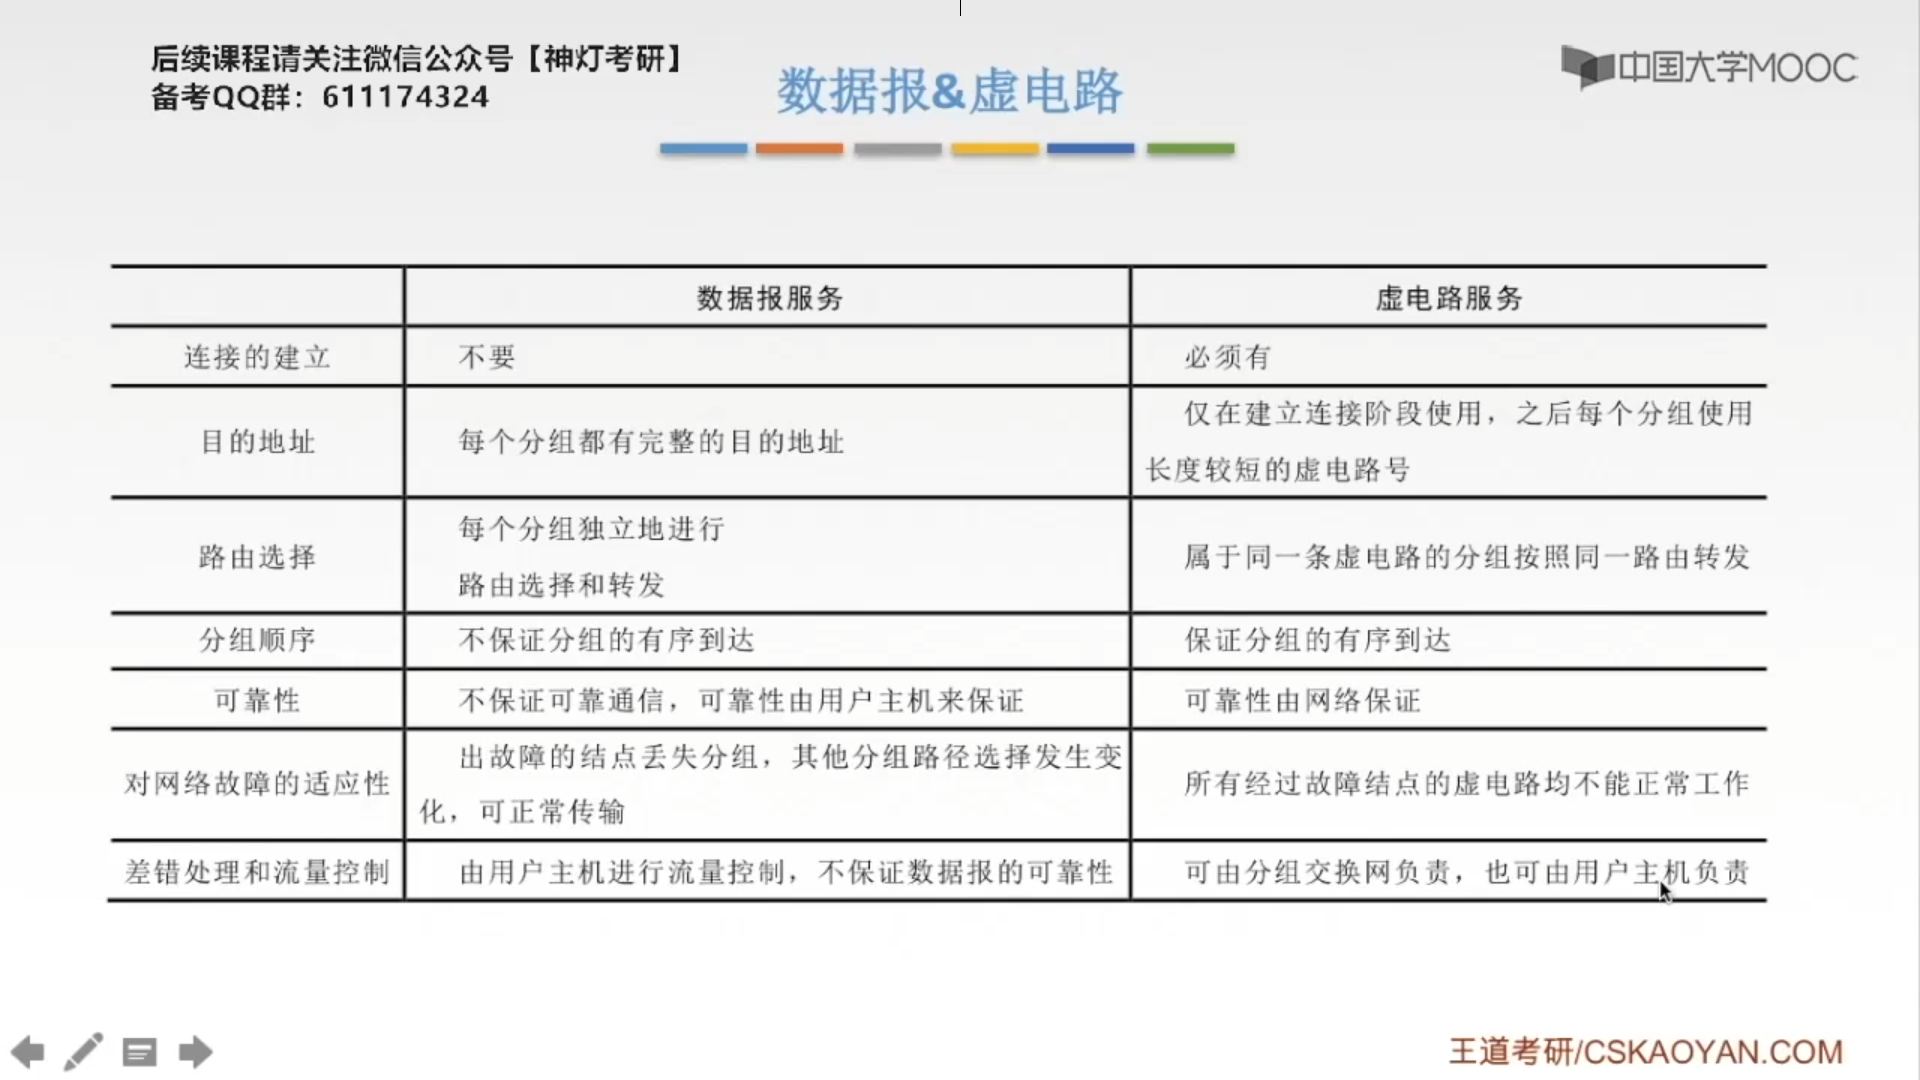 后续课程请关注微信公众号【神灯考研】
备考QQ群：611174324
数据报&虚电路
中国大学MOOC
数据报服务
虚电路服务
连接的建立
不要
必须有
目的地址
每个分组都有完整的目的地址
仅在建立连接阶段使用，之后每个分组使用
长度较短的虚电路号
路由选择
每个分组独立地进行
路由选择和转发
属于同一条虚电路的分组按照同一路由转发
分组顺序
不保证分组的有序到达
保证分组的有序到达
可靠性
不保证可靠通信，可靠性由用户主机来保证
可靠性由网络保证
对网络故障的适应性
出故障的结点丢失分组，其他分组路径选择发生变
化，可正常传输
所有经过故障结点的虚电路均不能正常工作
差错处理和流量控制
由用户主机进行流量控制，不保证数据报的可靠性
可由分组交换网负责，也可由用户主机负责
王道考研/CSKAOYAN.COM